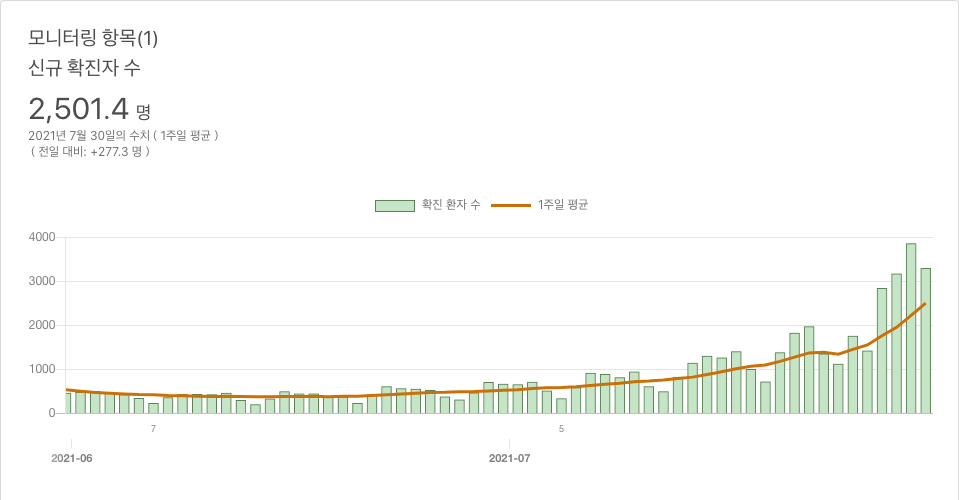 모니터링 항목(1)
신규 확진자 수
2,501.4 명
2021년 7월 30일의 수치 ( 1주일 평균 )
( 전일 대비: +277.3 명 )
확진 환자 수 1주일 평균
4000
3000
2000
1000
0
7 5
2021-06 2021-07